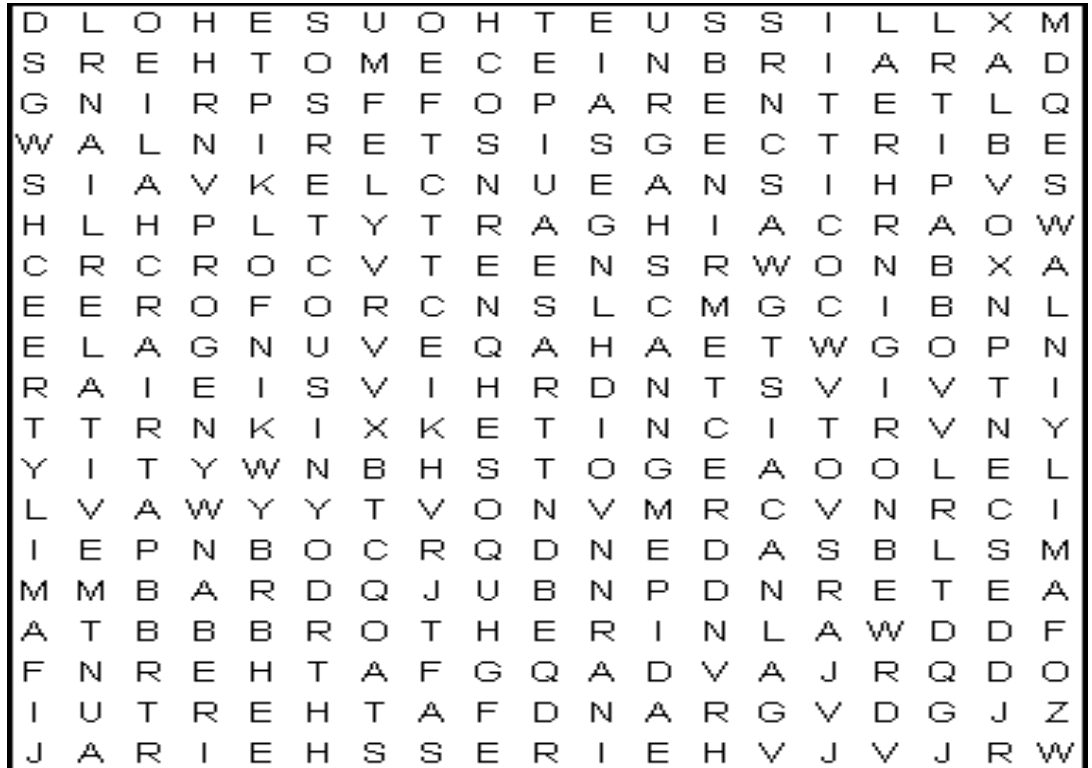 D L O H E S U O H T E U S S I L L X M
S R E H T O M E C E I N B R I A R A D
G N I R P S F F O P A R E N T E T L Q
W A L N I R E T S I S G E C T R I B E
S I A V K E L C N U E A N S I H P V S
H L H P L T Y T R A G H I A C R A O W
C R C R O C V T E E N S R W O N B X A
E E R O F O R C N S L C M G C I B N L
E L A G N U V E Q A H A E T W G O P N
R A I E I S V I H R D N T S V I V T I
T T R N K I X K E T I N C I T R V N Y
Y I T Y W N B H S T O G E A O O L E L
L V A W Y Y T V O N V M R C V N R C I
I E P N B O C R Q D N E D A S B L S M
M M B A R D Q J U B N P D N R E T E A
A T B B B R O T H E R I N L A W D D F
F N R E H T A F G Q A D V A J R Q D O
I U T R E H T A F D N A R G V D G J Z
J A R I E H S S E R I E H V J V J R W